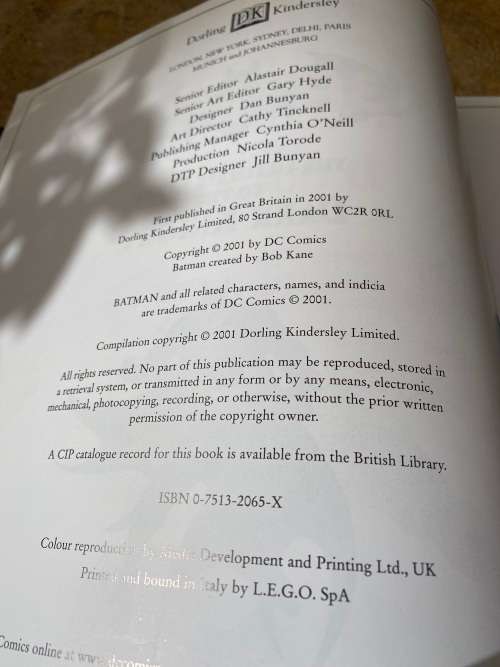 Dorling DK Kindersley
LONDON, NEW YORK, SYDNEY, DELHI, PARIS
MUNICH and JOHANNESBURG
Senior Editor Alastair Dougall
Senior Art Editor Gary Hyde
Designer Dan Bunyan
Art Director Cathy Tincknell
Publishing Manager Cynthia O'Neill
Production Nicola Torode
DTP Designer Jill Bunyan
First published in Great Britain in 2001 by
Dorling Kindersley Limited, 80 Strand London WC2R 0RL
Copyright © 2001 by DC Comics
Batman created by Bob Kane
BATMAN and all related characters, names, and indicia
are trademarks of DC Comics © 2001.
Compilation copyright © 2001 Dorling Kindersley Limited.
All rights reserved. No part of this publication may be reproduced, stored in
a retrieval system, or transmitted in any form or by any means, electronic,
mechanical, photocopying, recording, or otherwise, without the prior written
permission of the copyright owner.
A CIP catalogue record for this book is available from the British Library.
ISBN 0-7513-2065-X
Colour reproduction by Media Development and Printing Ltd., UK
Printed and bound in Italy by L.E.G.O. SpA
Comics online at